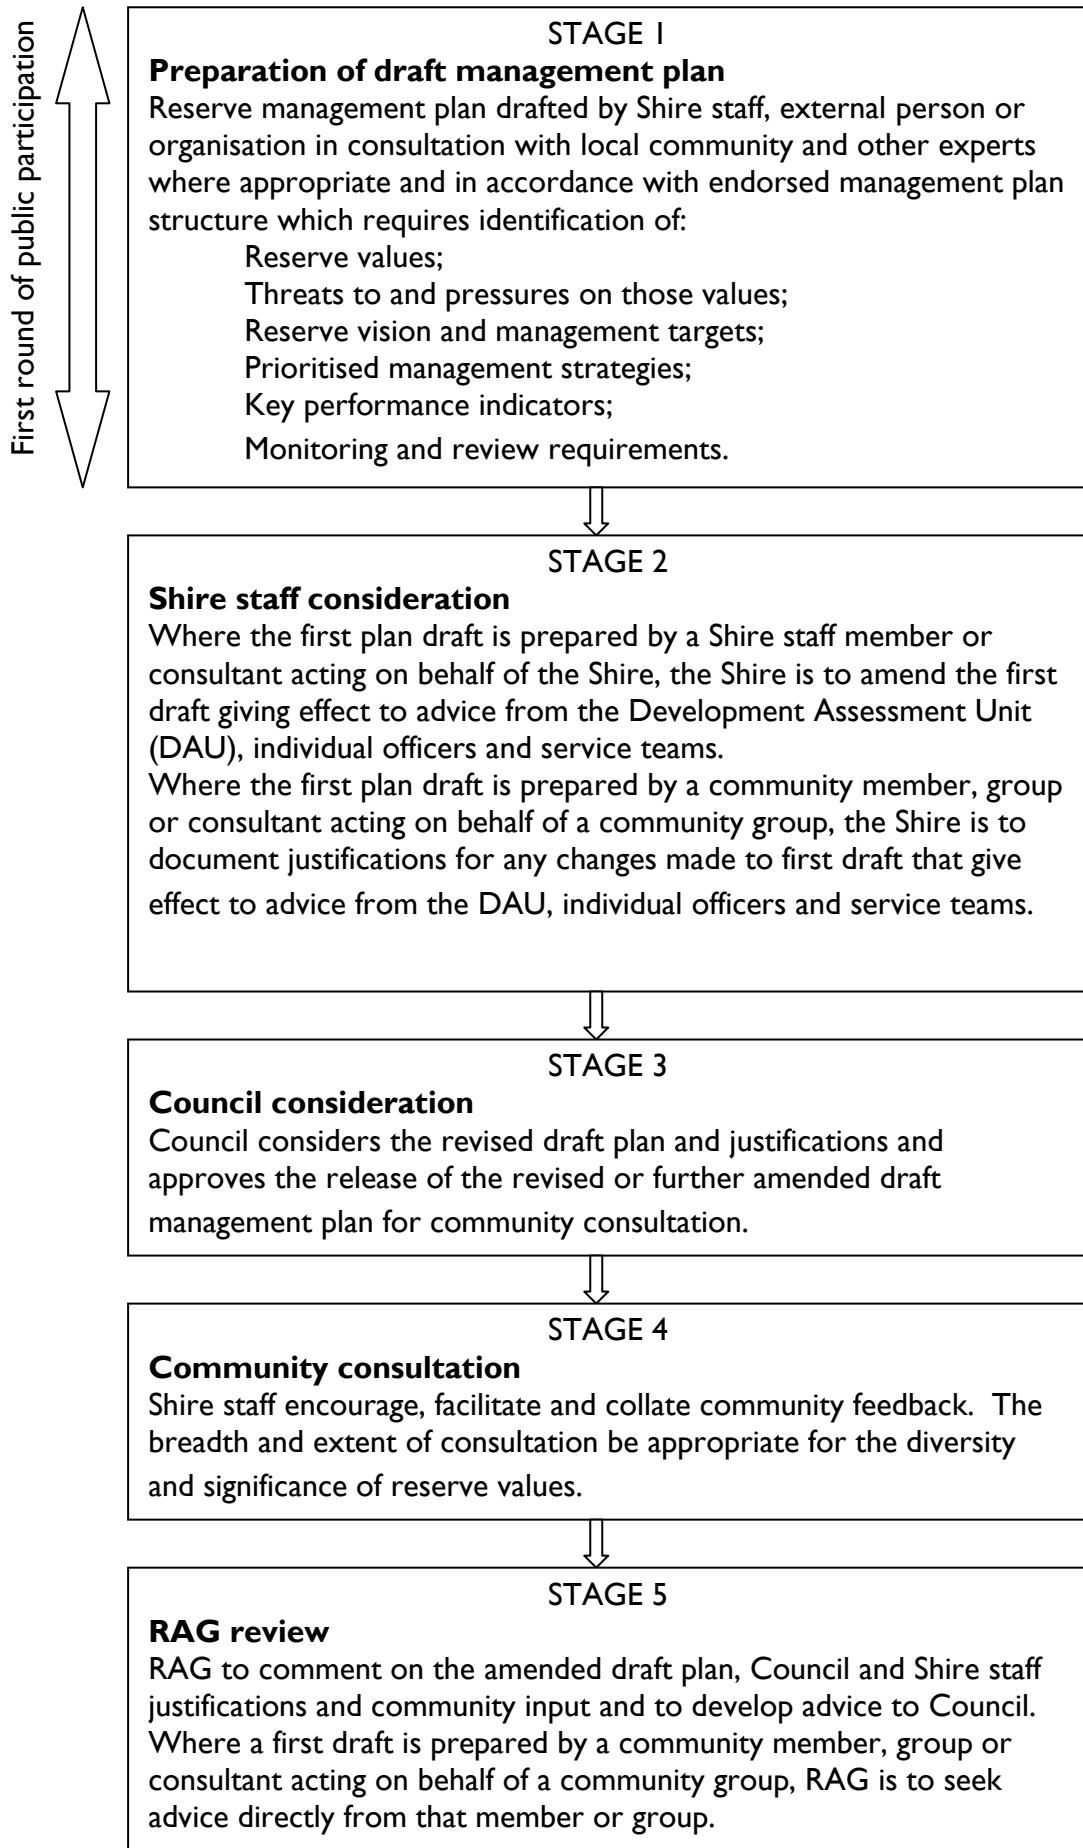 First round of public participation
STAGE 1
Preparation of draft management plan
Reserve management plan drafted by Shire staff, external person or
organisation in consultation with local community and other experts
where appropriate and in accordance with endorsed management plan
structure which requires identification of:
Reserve values;
Threats to and pressures on those values;
Reserve vision and management targets;
Prioritised management strategies;
Key performance indicators;
Monitoring and review requirements.
STAGE 2
Shire staff consideration
Where the first plan draft is prepared by a Shire staff member or
consultant acting on behalf of the Shire, the Shire is to amend the first
draft giving effect to advice from the Development Assessment Unit
(DAU), individual officers and service teams.
Where the first plan draft is prepared by a community member, group
or consultant acting on behalf of a community group, the Shire is to
document justifications for any changes made to first draft that give
effect to advice from the DAU, individual officers and service teams.
STAGE 3
Council consideration
Council considers the revised draft plan and justifications and
approves the release of the revised or further amended draft
management plan for community consultation.
STAGE 4
Community consultation
Shire staff encourage, facilitate and collate community feedback.  The
breadth and extent of consultation be appropriate for the diversity
and significance of reserve values.
STAGE 5
RAG review
RAG to comment on the amended draft plan, Council and Shire staff
justifications and community input and to develop advice to Council.
Where a first draft is prepared by a community member, group or
consultant acting on behalf of a community group, RAG is to seek
advice directly from that member or group.